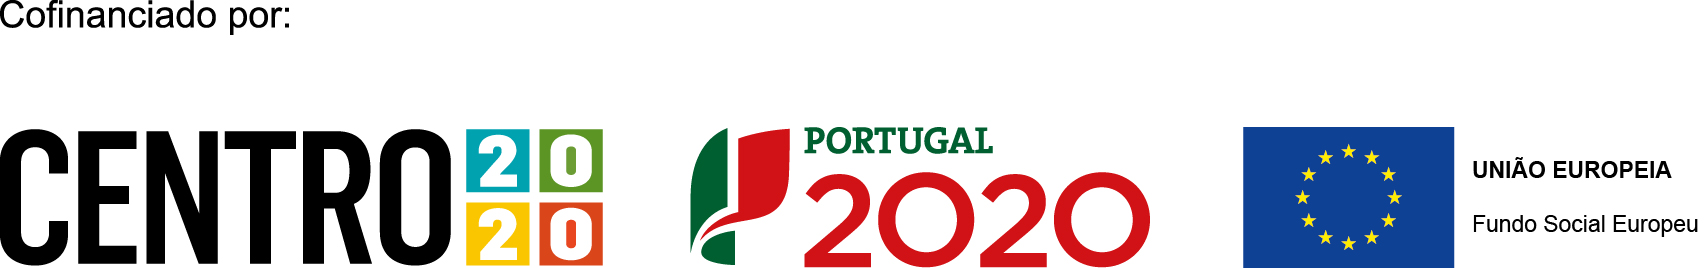 Cofinanciado por:
CENTRO 20
20
PORTUGAL
2020
UNIÃO EUROPEIA
Fundo Social Europeu